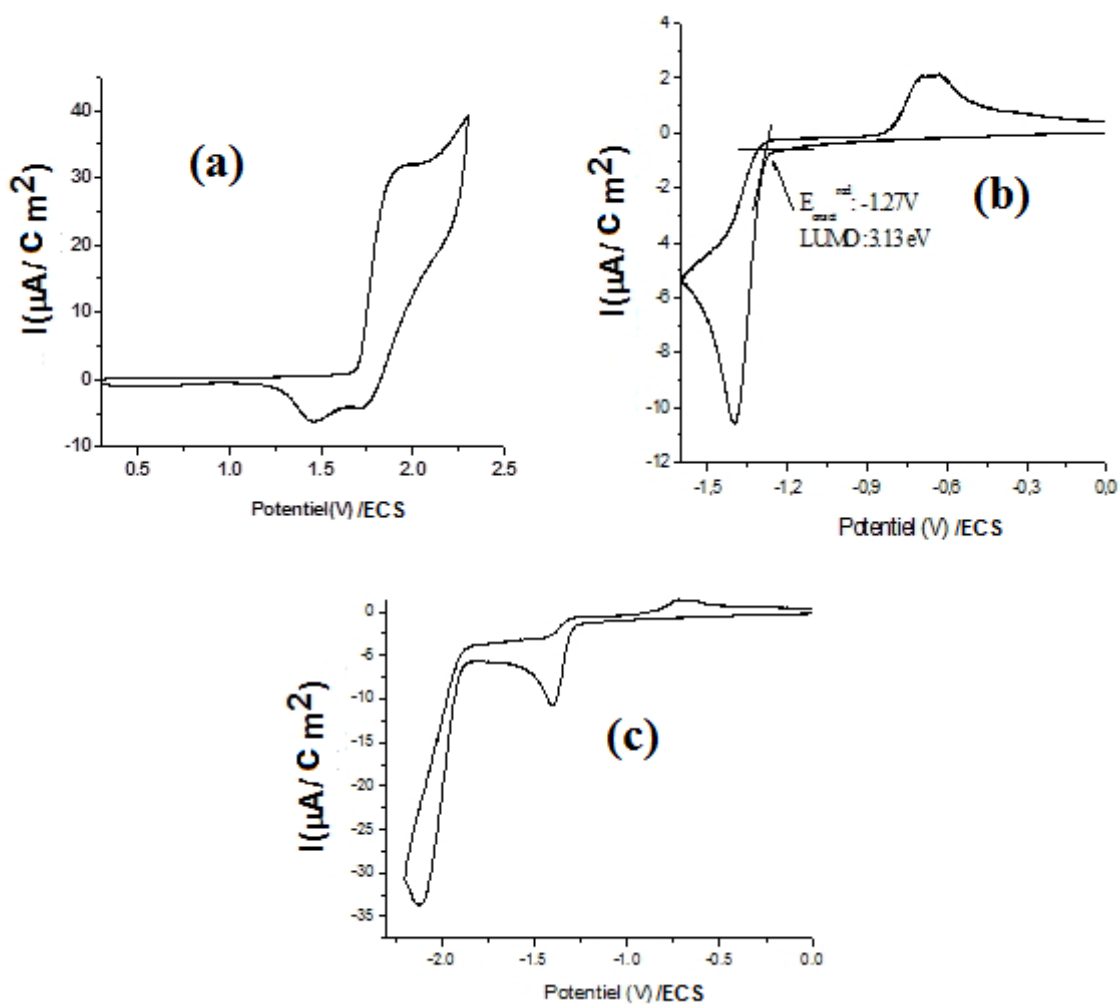 (a)
I(µA/ C m²)
40
30
20
10
0
-10
0.5 1.0 1.5 2.0 2.5
Potentiel(V) /ECS
(b)
I(µA/ C m²)
4
2
0
-2
-4
-6
-8
-10
-12
-1,5 -1,2 -0,9 -0,6 -0,3 0,0
Potentiel (V) /ECS
red
E : -1.27V
LUMO :3.13 eV
(c)
I(µA/ C m²)
0
-5
-10
-15
-20
-25
-30
-35
-2.0 -1.5 -1.0 -0.5 0.0
Potentiel (V) /ECS